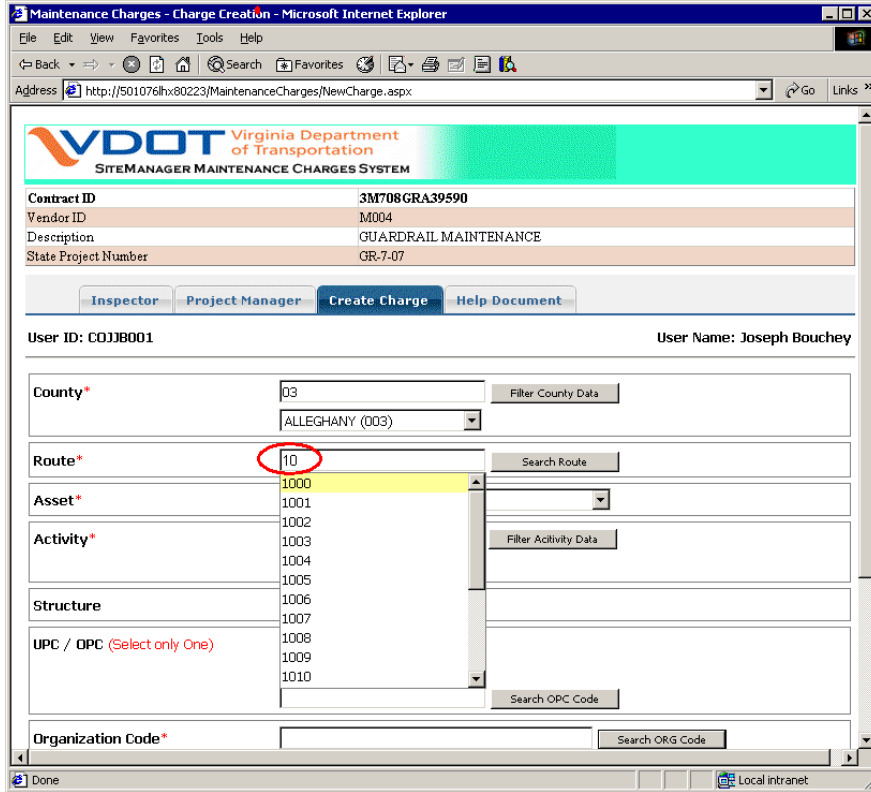 Maintenance Charges - Charge Creation - Microsoft Internet Explorer
File Edit View Favorites Tools Help
Back Search Favorites
Address http://501076lhx80223/MaintenanceCharges/NewCharge.aspx Go Links »
VDOT Virginia Department
of Transportation
SITEMANAGER MAINTENANCE CHARGES SYSTEM
Contract ID 3M708GRA39590
Vendor ID M004
Description GUARDRAIL MAINTENANCE
State Project Number GR-7-07
Inspector Project Manager Create Charge Help Document
User ID: COJJB001 User Name: Joseph Bouchey
County* 03 Filter County Data
ALLEGHANY (003)
Route* 10 Search Route
1000
Asset* 1001
1002
Activity* 1003 Filter Acitivity Data
1004
1005
Structure 1006
1007
UPC / OPC (Select only One) 1008
1009
1010
Search OPC Code
Organization Code* Search ORG Code
Done Local intranet